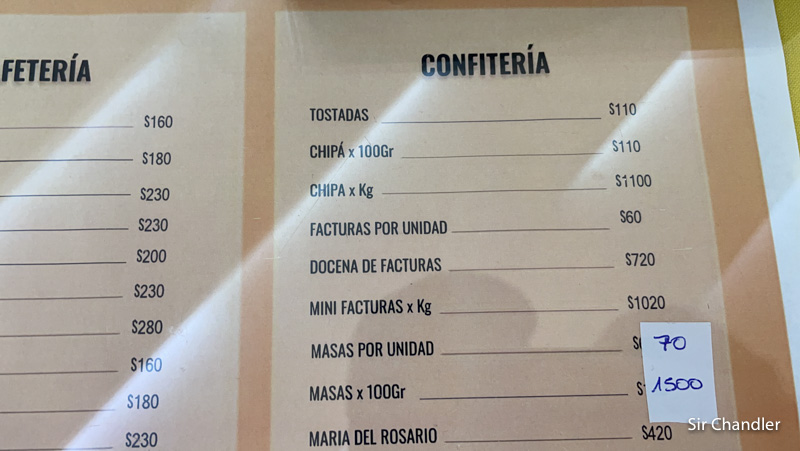 FETERÍA
$160
$180
$230
$230
$200
$230
$280
$160
$180
$230
CONFITERÍA
TOSTADAS $110
CHIPÁ x 100Gr $110
CHIPA x Kg $1100
FACTURAS POR UNIDAD $60
DOCENA DE FACTURAS $720
MINI FACTURAS x Kg $1020
MASAS POR UNIDAD $ 70
MASAS x 100Gr $ 1500
MARIA DEL ROSARIO $420
Sir Chandler